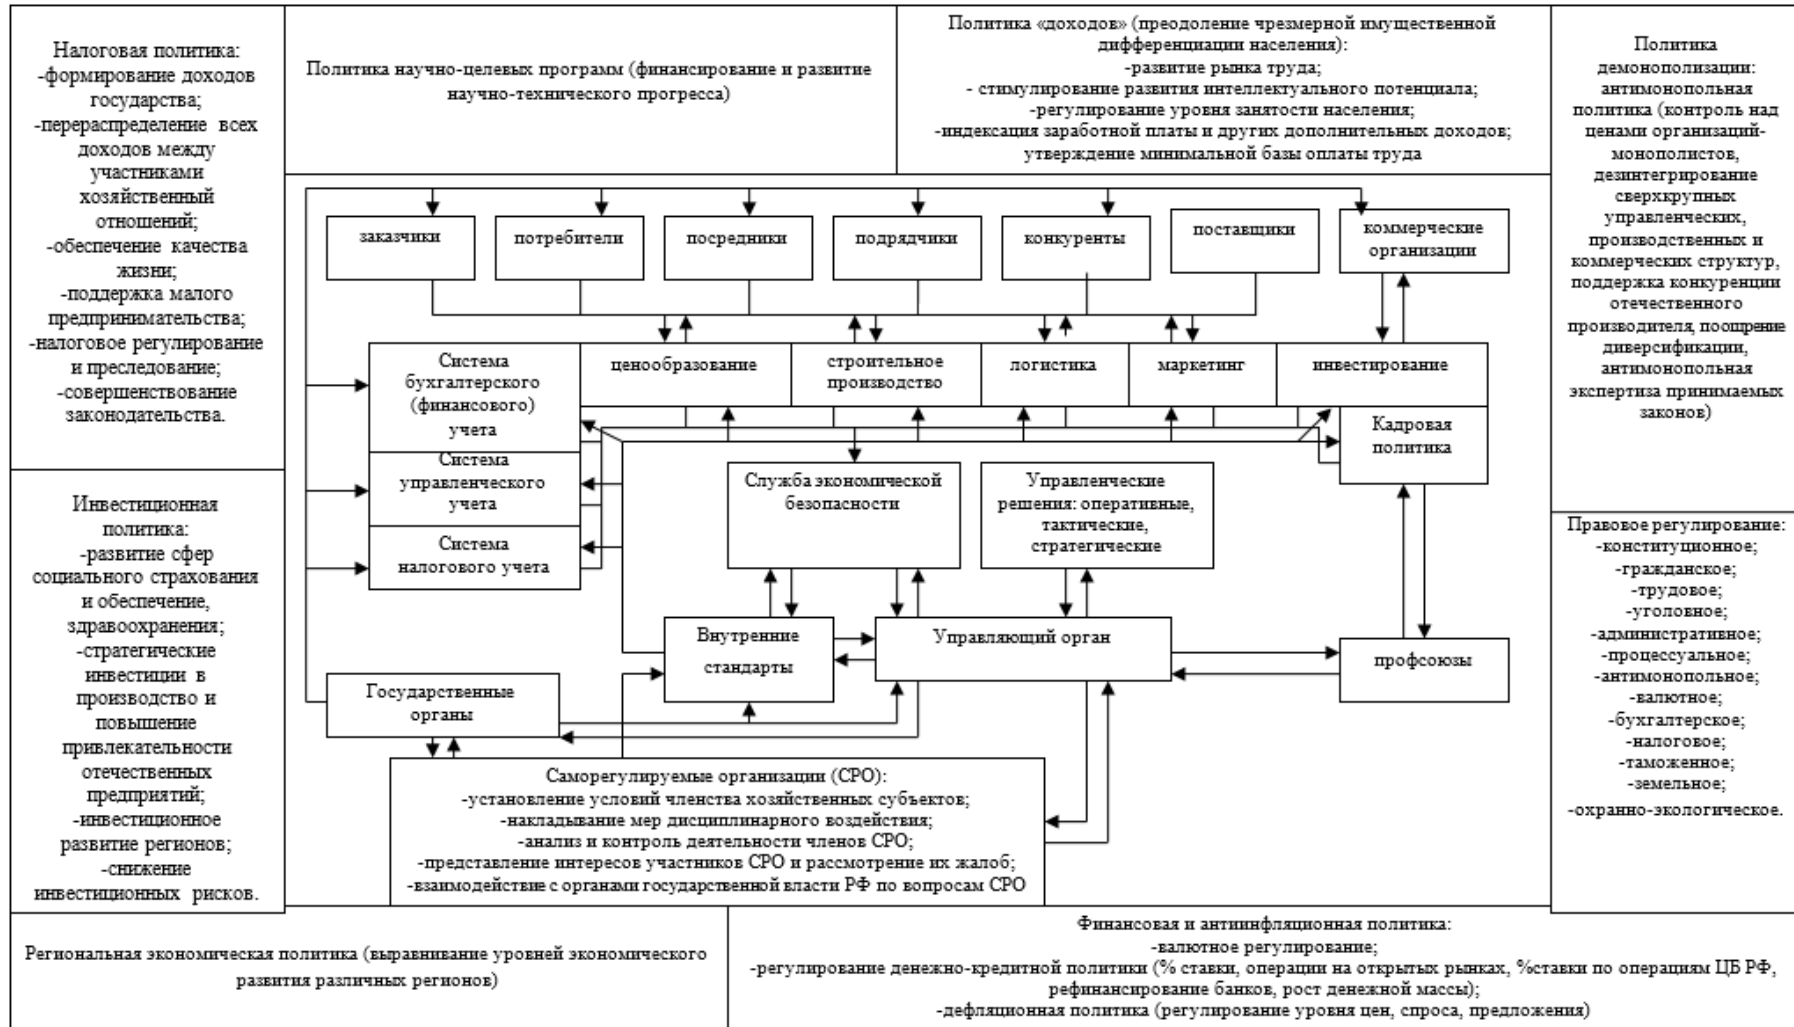 Налоговая политика:
-формирование доходов
государства;
-перераспределение всех
доходов между
участниками
хозяйственный
отношений;
-обеспечение качества
жизни;
-поддержка малого
предпринимательства;
-налоговое регулирование
и преследование;
-совершенствование
законодательства.
Политика научно-целевых программ (финансирование и развитие
научно-технического прогресса)
Политика «доходов» (преодоление чрезмерной имущественной
дифференциации населения):
-развитие рынка труда;
- стимулирование развития интеллектуального потенциала;
-регулирование уровня занятости населения;
-индексация заработной платы и других дополнительных доходов;
утверждение минимальной базы оплаты труда
Политика
демонополизации:
антимонопольная
политика (контроль над
ценами организаций-
монополистов,
дезинтегрирование
сверхкрупных
управленческих,
производственных и
коммерческих структур,
поддержка конкуренции
отечественного
производителя, поощрение
диверсификации,
антимонопольная
экспертиза принимаемых
законов)
заказчики
потребители
посредники
подрядчики
конкуренты
поставщики
коммерческие
организации
Система
бухгалтерского
(финансового)
учета
ценообразование
строительное
производство
логистика
маркетинг
инвестирование
Кадровая
политика
Система
управленческого
учета
Система
налогового учета
Служба экономической
безопасности
Управленческие
решения: оперативные,
тактические,
стратегические
Инвестиционная
политика:
-развитие сфер
социального страхования
и обеспечение,
здравоохранения;
-стратегические
инвестиции в
производство и
повышение
привлекательности
отечественных
предприятий;
-инвестиционное
развитие регионов;
-снижение
инвестиционных рисков.
Правовое регулирование:
-конституционное;
-гражданское;
-трудовое;
-уголовное;
-административное;
-процессуальное;
-антимонопольное;
-валютное;
-бухгалтерское;
-налоговое;
-таможенное;
-земельное;
-охранно-экологическое.
Внутренние
стандарты
Управляющий орган
профсоюзы
Государственные
органы
Саморегулируемые организации (СРО):
-установление условий членства хозяйственных субъектов;
-накладывание мер дисциплинарного воздействия;
-анализ и контроль деятельности членов СРО;
-представление интересов участников СРО и рассмотрение их жалоб;
-взаимодействие с органами государственной власти РФ по вопросам СРО
Региональная экономическая политика (выравнивание уровней экономического
развития различных регионов)
Финансовая и антиинфляционная политика:
-валютное регулирование;
-регулирование денежно-кредитной политики (% ставки, операции на открытых рынках, %ставки по операциям ЦБ РФ,
рефинансирование банков, рост денежной массы);
-дефляционная политика (регулирование уровня цен, спроса, предложения)